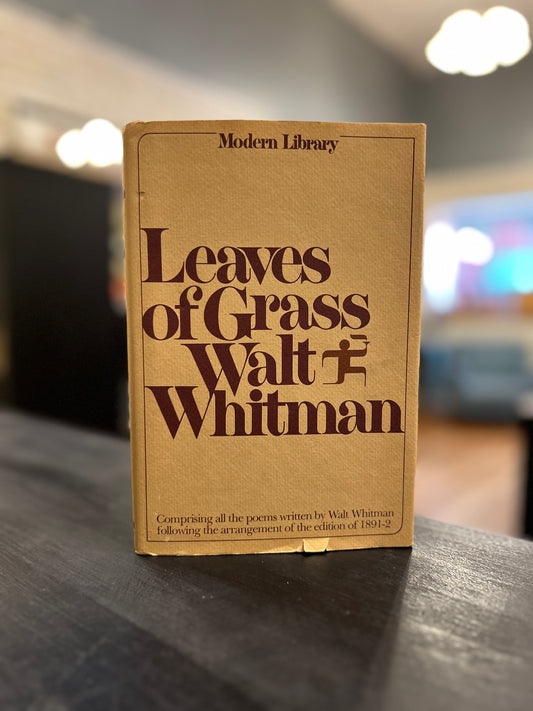 Modern Library
Leaves
of Grass
Walt
Whitman
Comprising all the poems written by Walt Whitman
following the arrangement of the edition of 1891-2